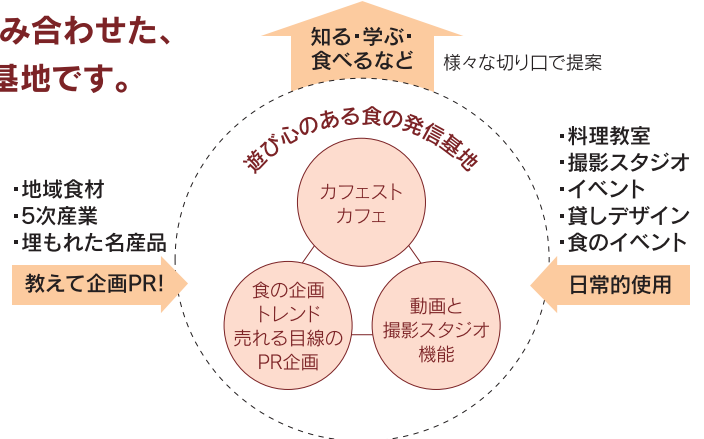 み合わせた、
基地です。
知る・学ぶ・
食べるなど
様々な切り口で提案
遊び心のある食の発信基地
・地域食材
・5次産業
・埋もれた名産品
教えて企画PR!
カフェスト
カフェ
食の企画
トレンド
売れる目線の
PR企画
動画と
撮影スタジオ
機能
・料理教室
・撮影スタジオ
・イベント
・貸しデザイン
・食のイベント
日常的使用